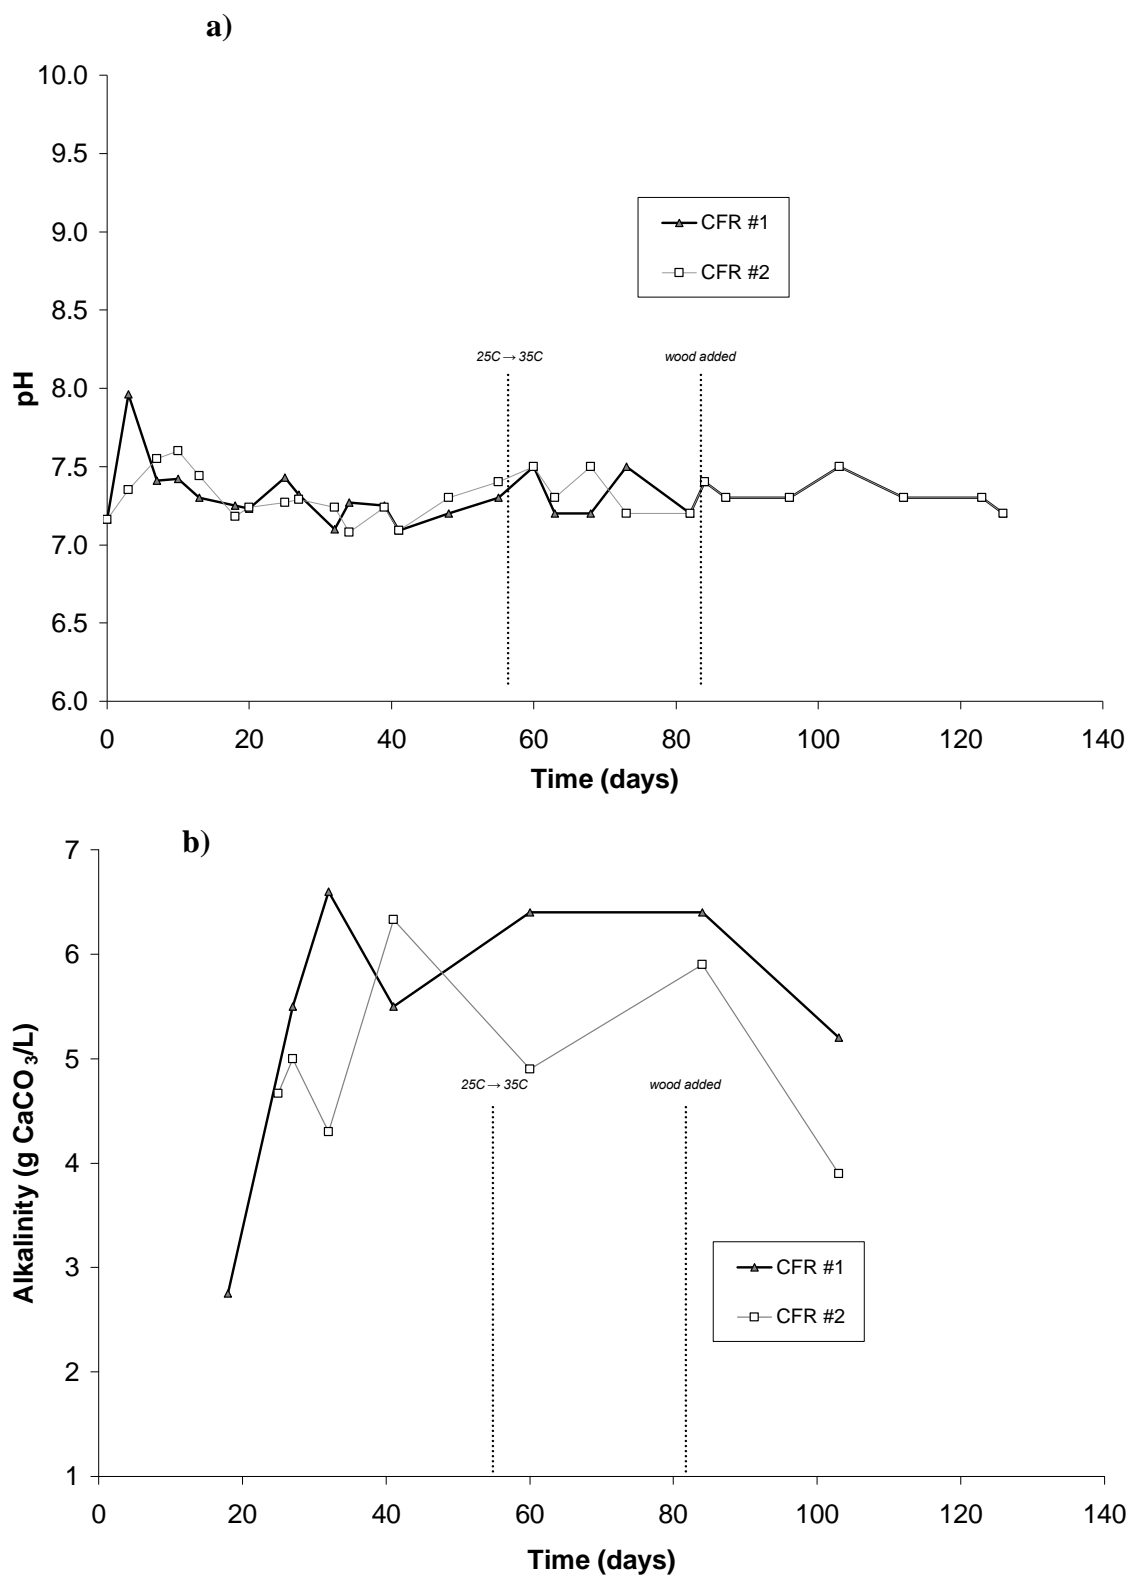 a)
10.0
9.5
9.0
8.5
8.0
7.5
7.0
6.5
6.0
pH
CFR #1
CFR #2
25C→35C
wood added
0 20 40 60 80 100 120 140
Time (days)
b)
7
6
5
4
3
2
1
Alkalinity (g CaCO₃/L)
25C→35C
wood added
CFR #1
CFR #2
0 20 40 60 80 100 120 140
Time (days)